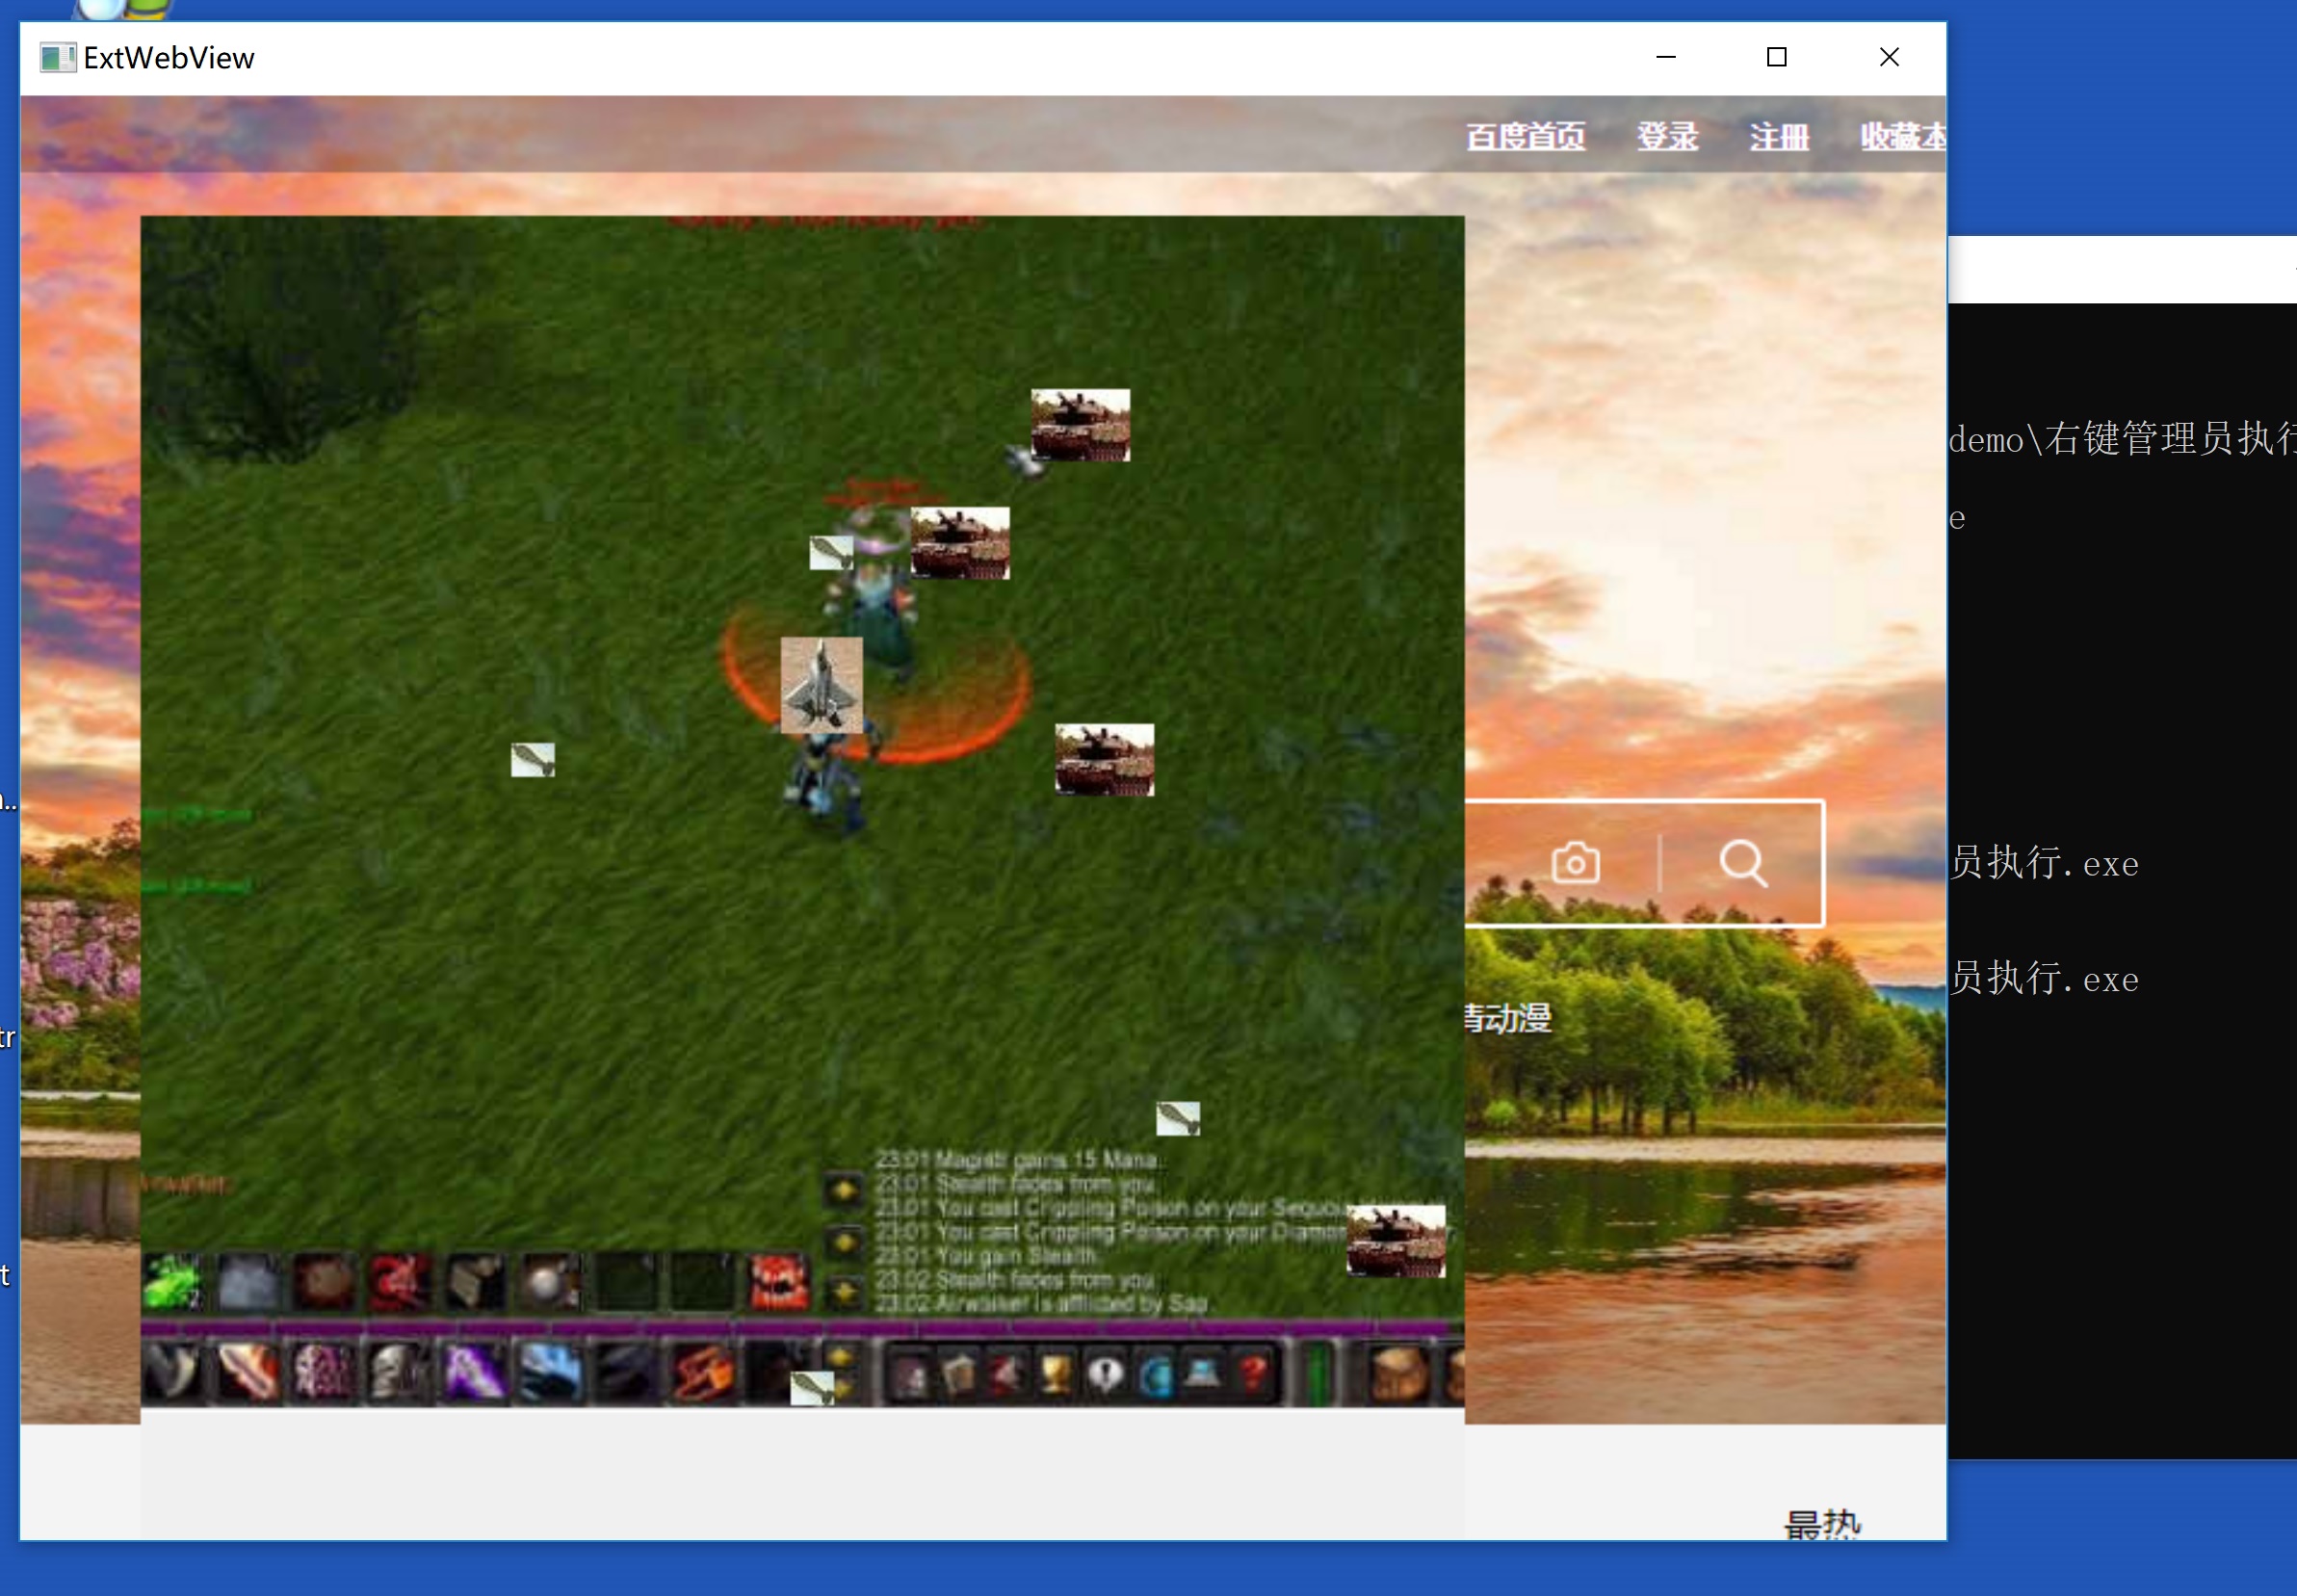 ExtWebView
百度首页 登录 注册 收藏本
demo\右键管理员执行
e
员执行.exe
tr
员执行.exe
情动漫
23:01 Magistr gains 15 Mana.
23:01 Stealth fades from you.
23:01 You cast Crippling Poison on your
23:01 You cast Crippling Poison on your
23:01 You gain Stealth.
t
23:02 Stealth fades from you.
23:02 Airwalker is afflicted by Sap.
最热